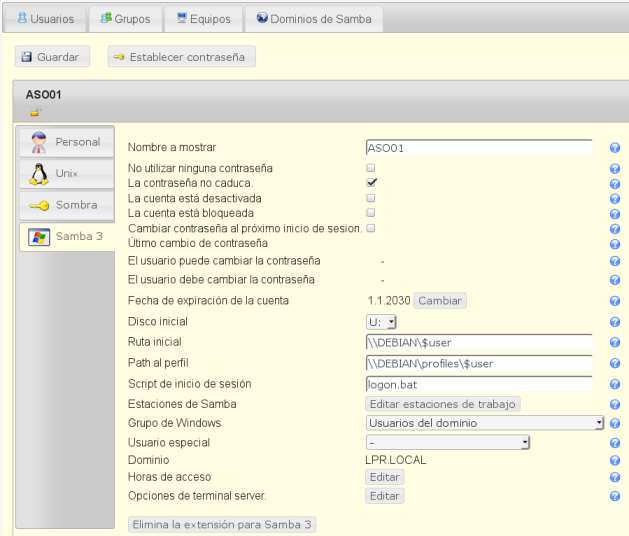 Usuarios Grupos Equipos Dominios de Samba
Guardar Establecer contraseña
ASO01
Personal
Unix
Sombra
Samba 3
Nombre a mostrar ASO01
No utilizar ninguna contraseña
La contraseña no caduca.
La cuenta está desactivada
La cuenta está bloqueada
Cambiar contraseña al próximo inicio de sesion.
Útimo cambio de contraseña
El usuario puede cambiar la contraseña -
El usuario debe cambiar la contraseña -
Fecha de expiración de la cuenta 1.1.2030 Cambiar
Disco inicial U:
Ruta inicial \\DEBIAN\$user
Path al perfil \\DEBIAN\profiles\$user
Script de inicio de sesión logon.bat
Estaciones de Samba Editar estaciones de trabajo
Grupo de Windows Usuarios del dominio
Usuario especial -
Dominio LPR.LOCAL
Horas de acceso Editar
Opciones de terminal server. Editar
Elimina la extensión para Samba 3